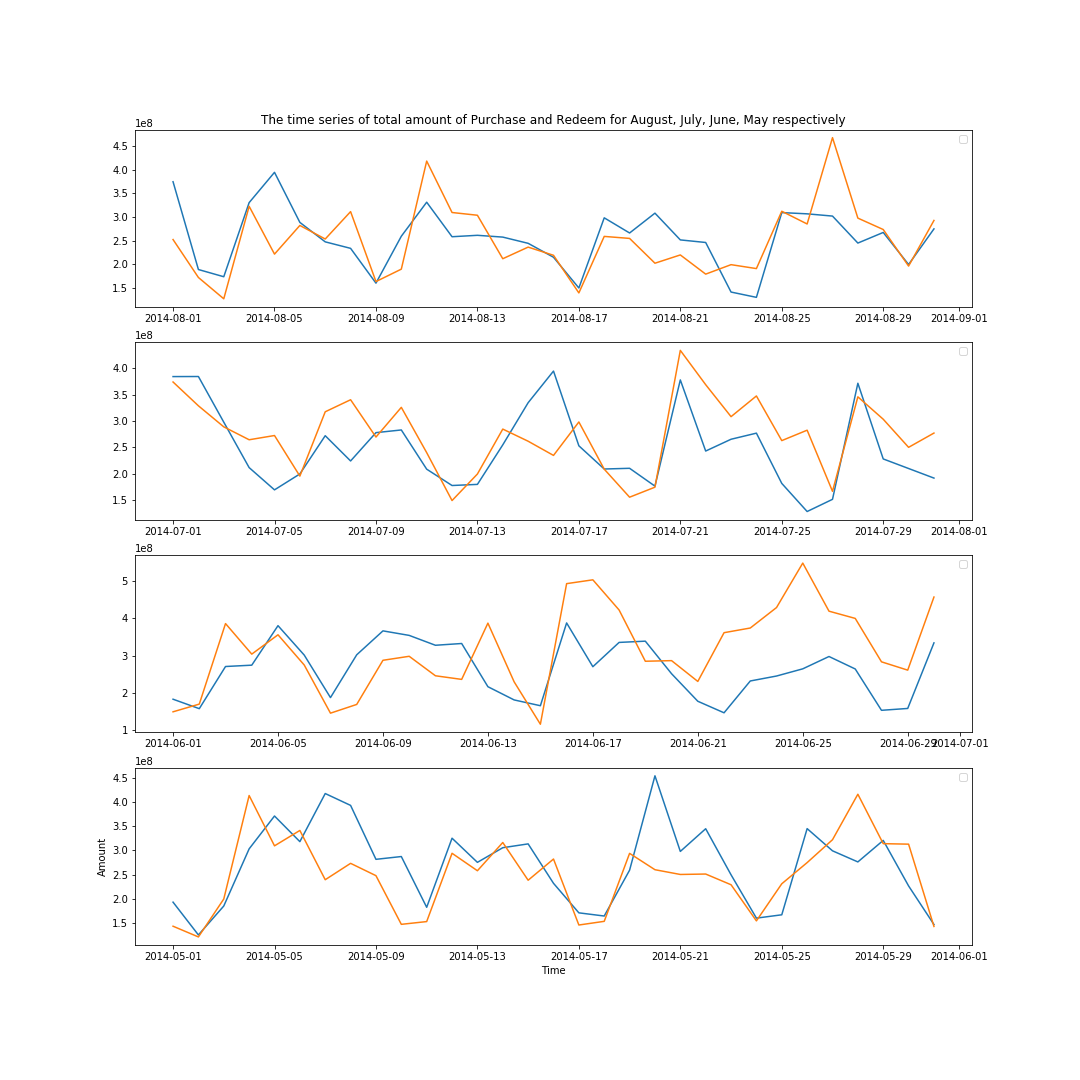 The time series of total amount of Purchase and Redeem for August, July, June, May respectively
1e8
4.5
4.0
3.5
3.0
2.5
2.0
1.5
2014-08-01 2014-08-05 2014-08-09 2014-08-13 2014-08-17 2014-08-21 2014-08-25 2014-08-29 2014-09-01
1e8
4.0
3.5
3.0
2.5
2.0
1.5
2014-07-01 2014-07-05 2014-07-09 2014-07-13 2014-07-17 2014-07-21 2014-07-25 2014-07-29 2014-08-01
1e8
5
4
3
2
1
2014-06-01 2014-06-05 2014-06-09 2014-06-13 2014-06-17 2014-06-21 2014-06-25 2014-06-29 2014-07-01
1e8
4.5
4.0
3.5
3.0
2.5
2.0
1.5
Amount
2014-05-01 2014-05-05 2014-05-09 2014-05-13 2014-05-17 2014-05-21 2014-05-25 2014-05-29 2014-06-01
Time